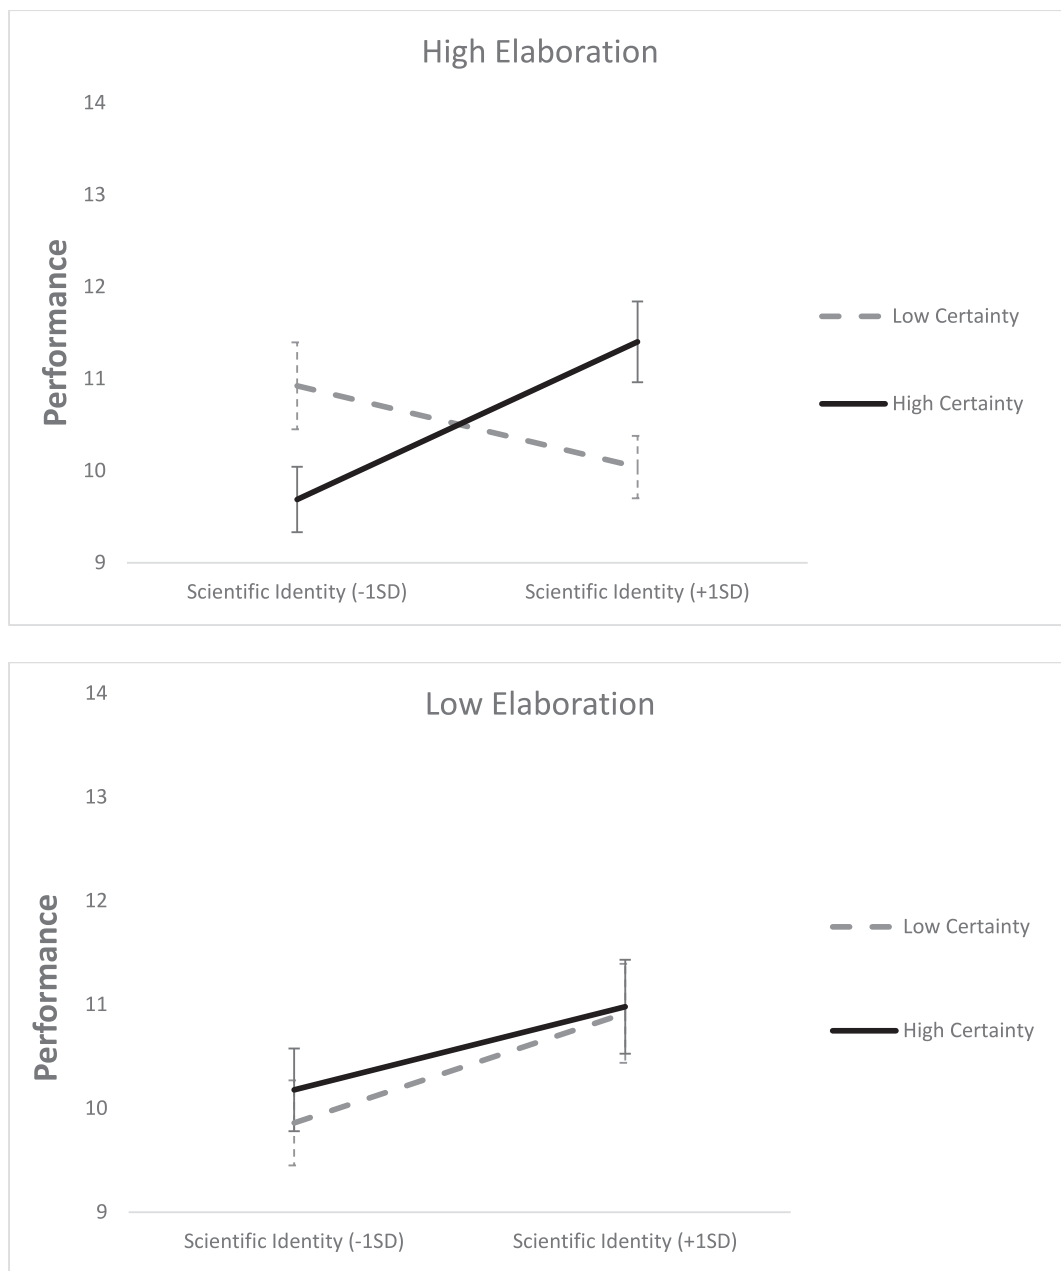 High Elaboration
14
13
12
11
10
9
Performance
Scientific Identity (-1SD)
Scientific Identity (+1SD)
Low Certainty
High Certainty
Low Elaboration
14
13
12
11
10
9
Performance
Scientific Identity (-1SD)
Scientific Identity (+1SD)
Low Certainty
High Certainty